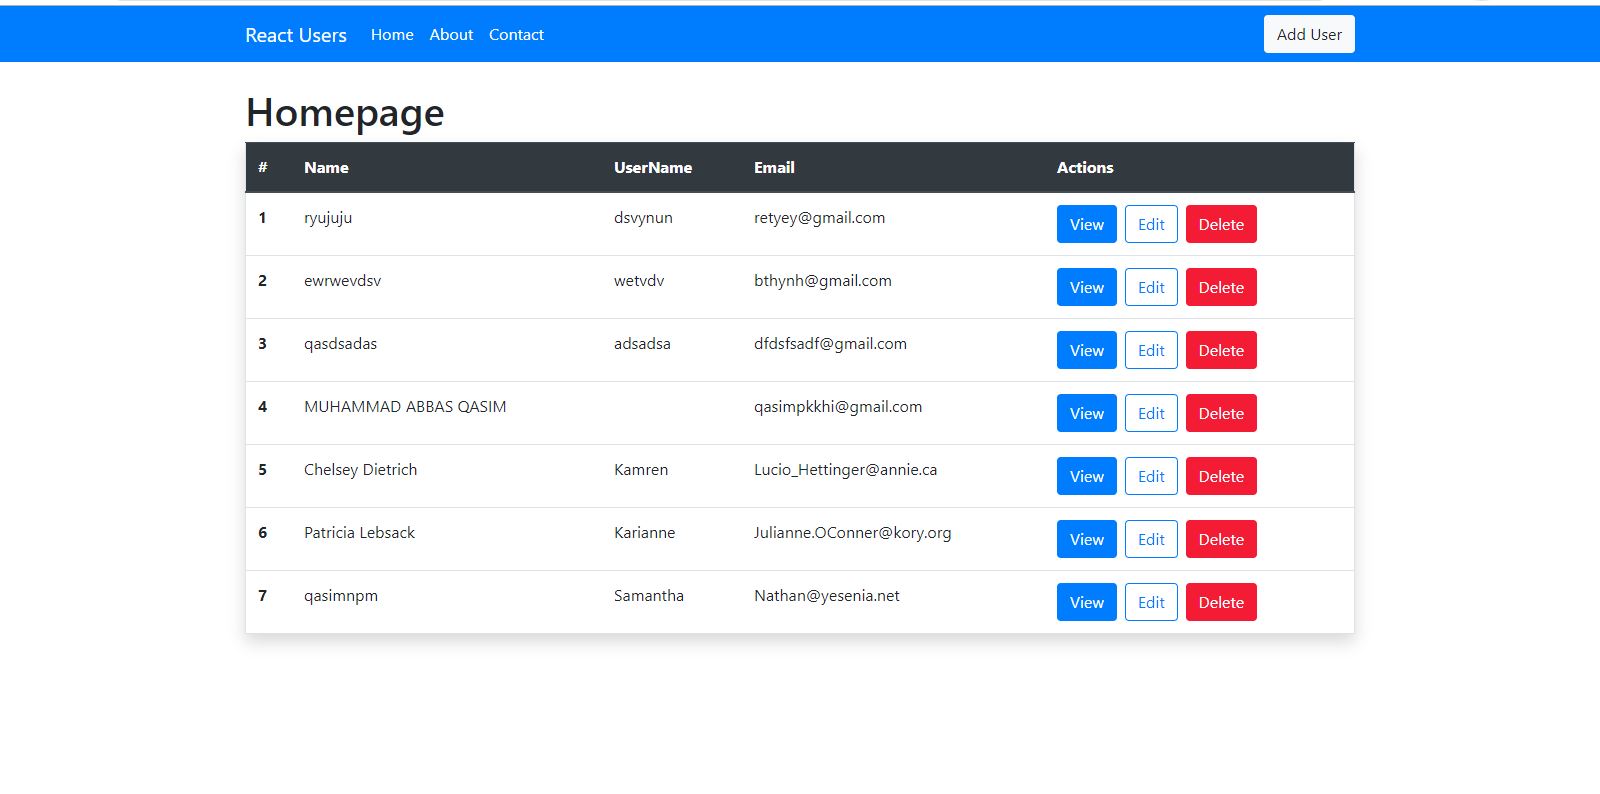 React Users Home About Contact Add User
Homepage
# Name UserName Email Actions
1 ryujuju dsvynun retyey@gmail.com View Edit Delete
2 ewrwevdsv wetvdv bthynh@gmail.com View Edit Delete
3 qasdsadas adsadsa dfdsfsadf@gmail.com View Edit Delete
4 MUHAMMAD ABBAS QASIM qasimpkkhi@gmail.com View Edit Delete
5 Chelsey Dietrich Kamren Lucio_Hettinger@annie.ca View Edit Delete
6 Patricia Lebsack Karianne Julianne.OConner@kory.org View Edit Delete
7 qasimnpm Samantha Nathan@yesenia.net View Edit Delete